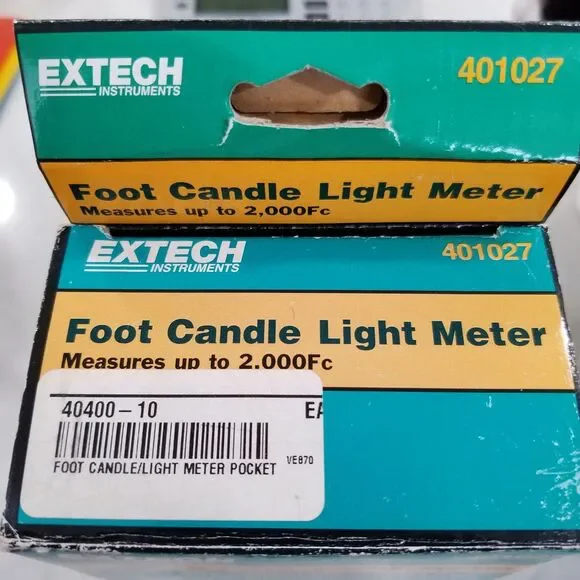 EXTECH
INSTRUMENTS
401027
Foot Candle Light Meter
Measures up to 2,000Fc
EXTECH
INSTRUMENTS
401027
Foot Candle Light Meter
Measures up to 2,000Fc
40400-10
VE870
FOOT CANDLE/LIGHT METER POCKET